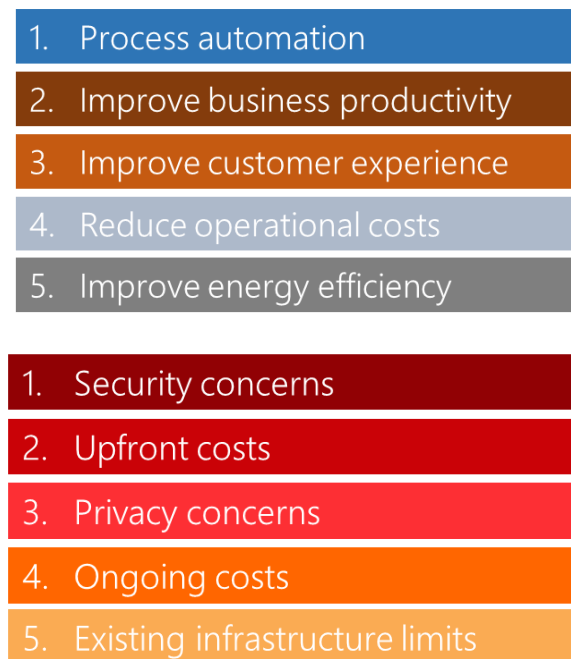 1. Process automation
2. Improve business productivity
3. Improve customer experience
4. Reduce operational costs
5. Improve energy efficiency
1. Security concerns
2. Upfront costs
3. Privacy concerns
4. Ongoing costs
5. Existing infrastructure limits